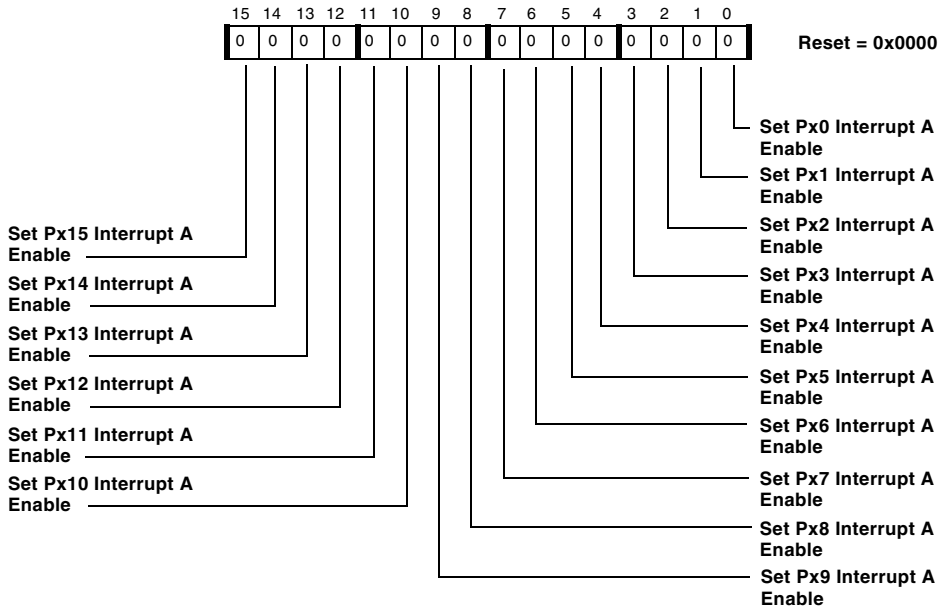 15 14 13 12 11 10 9 8 7 6 5 4 3 2 1 0
0 0 0 0 0 0 0 0 0 0 0 0 0 0 0 0
Reset = 0x0000
Set Px0 Interrupt A
Enable
Set Px1 Interrupt A
Enable
Set Px2 Interrupt A
Enable
Set Px3 Interrupt A
Enable
Set Px4 Interrupt A
Enable
Set Px5 Interrupt A
Enable
Set Px6 Interrupt A
Enable
Set Px7 Interrupt A
Enable
Set Px8 Interrupt A
Enable
Set Px9 Interrupt A
Enable
Set Px15 Interrupt A
Enable
Set Px14 Interrupt A
Enable
Set Px13 Interrupt A
Enable
Set Px12 Interrupt A
Enable
Set Px11 Interrupt A
Enable
Set Px10 Interrupt A
Enable